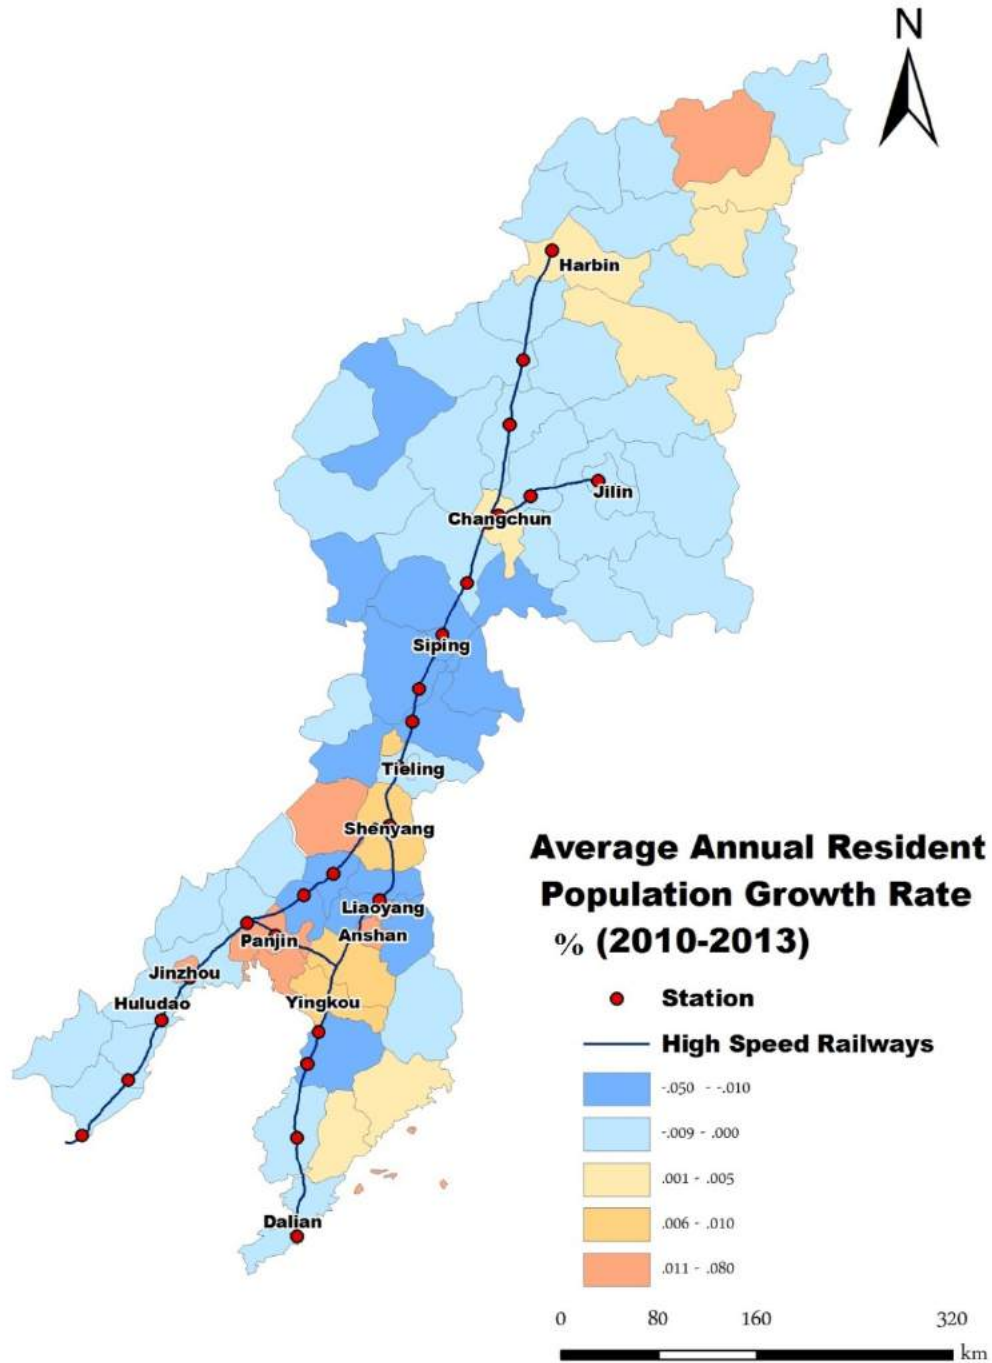 N
Harbin
Jilin
Changchun
Siping
Tieling
Shenyang
Liaoyang
Anshan
Panjin
Jinzhou
Huludao
Yingkou
Dalian
Average Annual Resident
Population Growth Rate
% (2010-2013)
Station
High Speed Railways
-.050 - -.010
-.009 - .000
.001 - .005
.006 - .010
.011 - .080
0 80 160 320
km